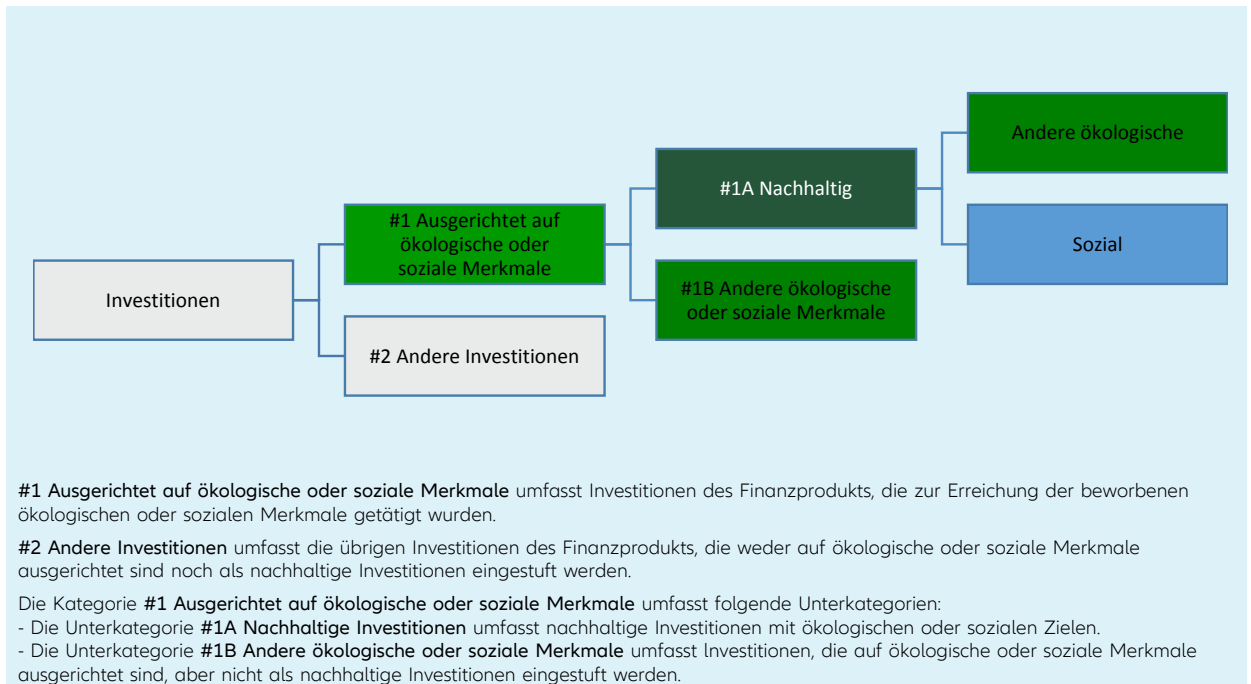 Andere ökologische
#1A Nachhaltig
#1 Ausgerichtet auf
ökologische oder
soziale Merkmale
Sozial
Investitionen
#1B Andere ökologische
oder soziale Merkmale
#2 Andere Investitionen
#1 Ausgerichtet auf ökologische oder soziale Merkmale umfasst Investitionen des Finanzprodukts, die zur Erreichung der beworbenen
ökologischen oder sozialen Merkmale getätigt wurden.
#2 Andere Investitionen umfasst die übrigen Investitionen des Finanzprodukts, die weder auf ökologische oder soziale Merkmale
ausgerichtet sind noch als nachhaltige Investitionen eingestuft werden.
Die Kategorie #1 Ausgerichtet auf ökologische oder soziale Merkmale umfasst folgende Unterkategorien:
- Die Unterkategorie #1A Nachhaltige Investitionen umfasst nachhaltige Investitionen mit ökologischen oder sozialen Zielen.
- Die Unterkategorie #1B Andere ökologische oder soziale Merkmale umfasst Investitionen, die auf ökologische oder soziale Merkmale
ausgerichtet sind, aber nicht als nachhaltige Investitionen eingestuft werden.